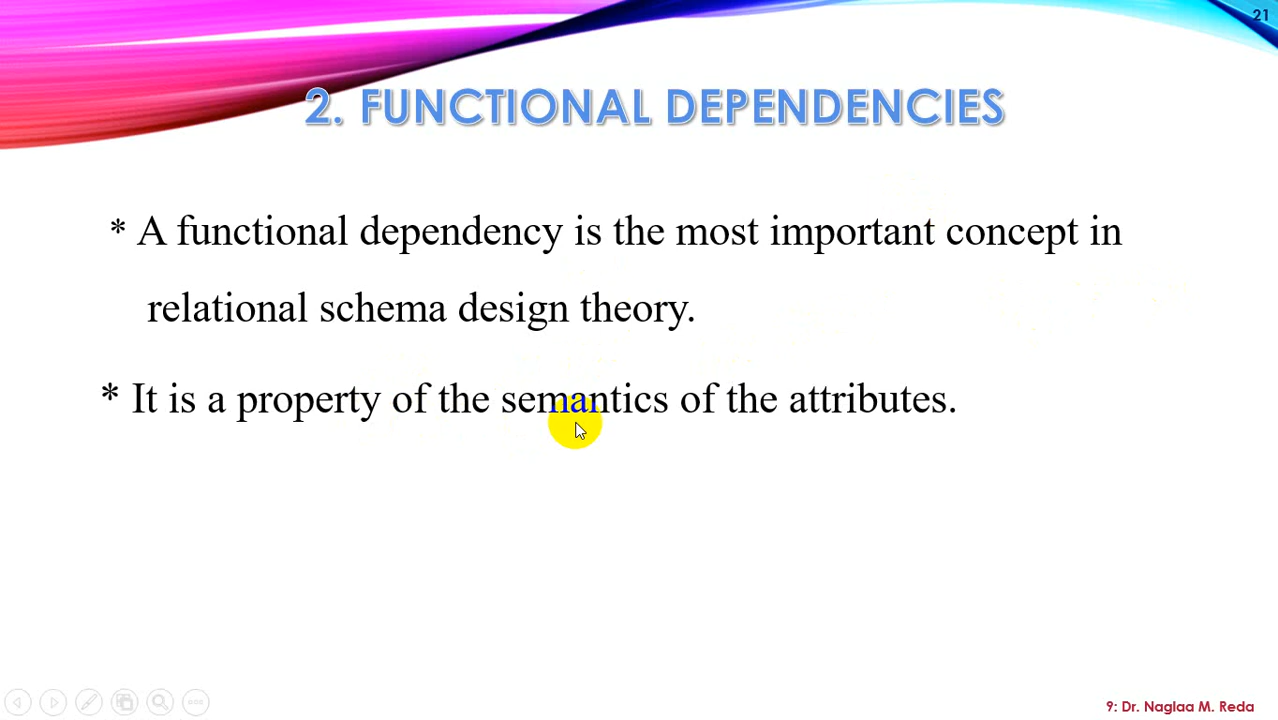 21
2. FUNCTIONAL DEPENDENCIES
* A functional dependency is the most important concept in
relational schema design theory.
* It is a property of the semantics of the attributes.
9: Dr. Naglaa M. Reda